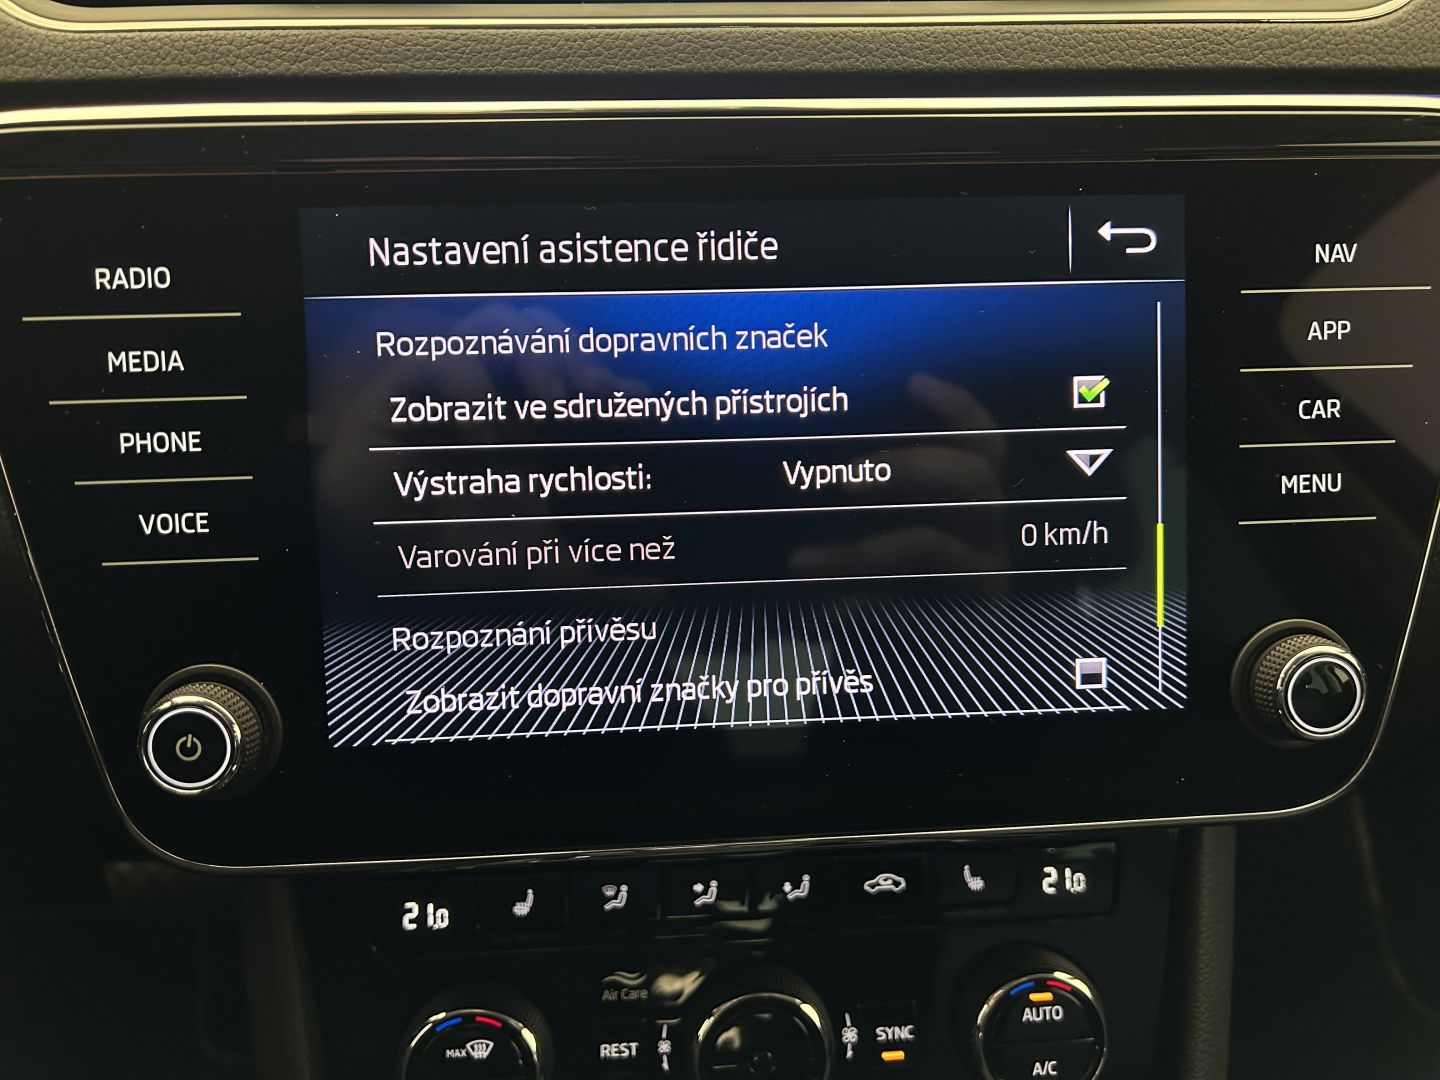 Nastavení asistence řidiče
RADIO
MEDIA
PHONE
VOICE
Rozpoznávání dopravních značek
Zobrazit ve sdružených přístrojích
Výstraha rychlosti: Vypnuto
Varování při více než 0 km/h
Rozpoznání přívěsu
Zobrazit dopravní značky pro přívěs
NAV
APP
CAR
MENU
21.0
21.0
Air Care
MAX
REST
SYNC
AUTO
A/C